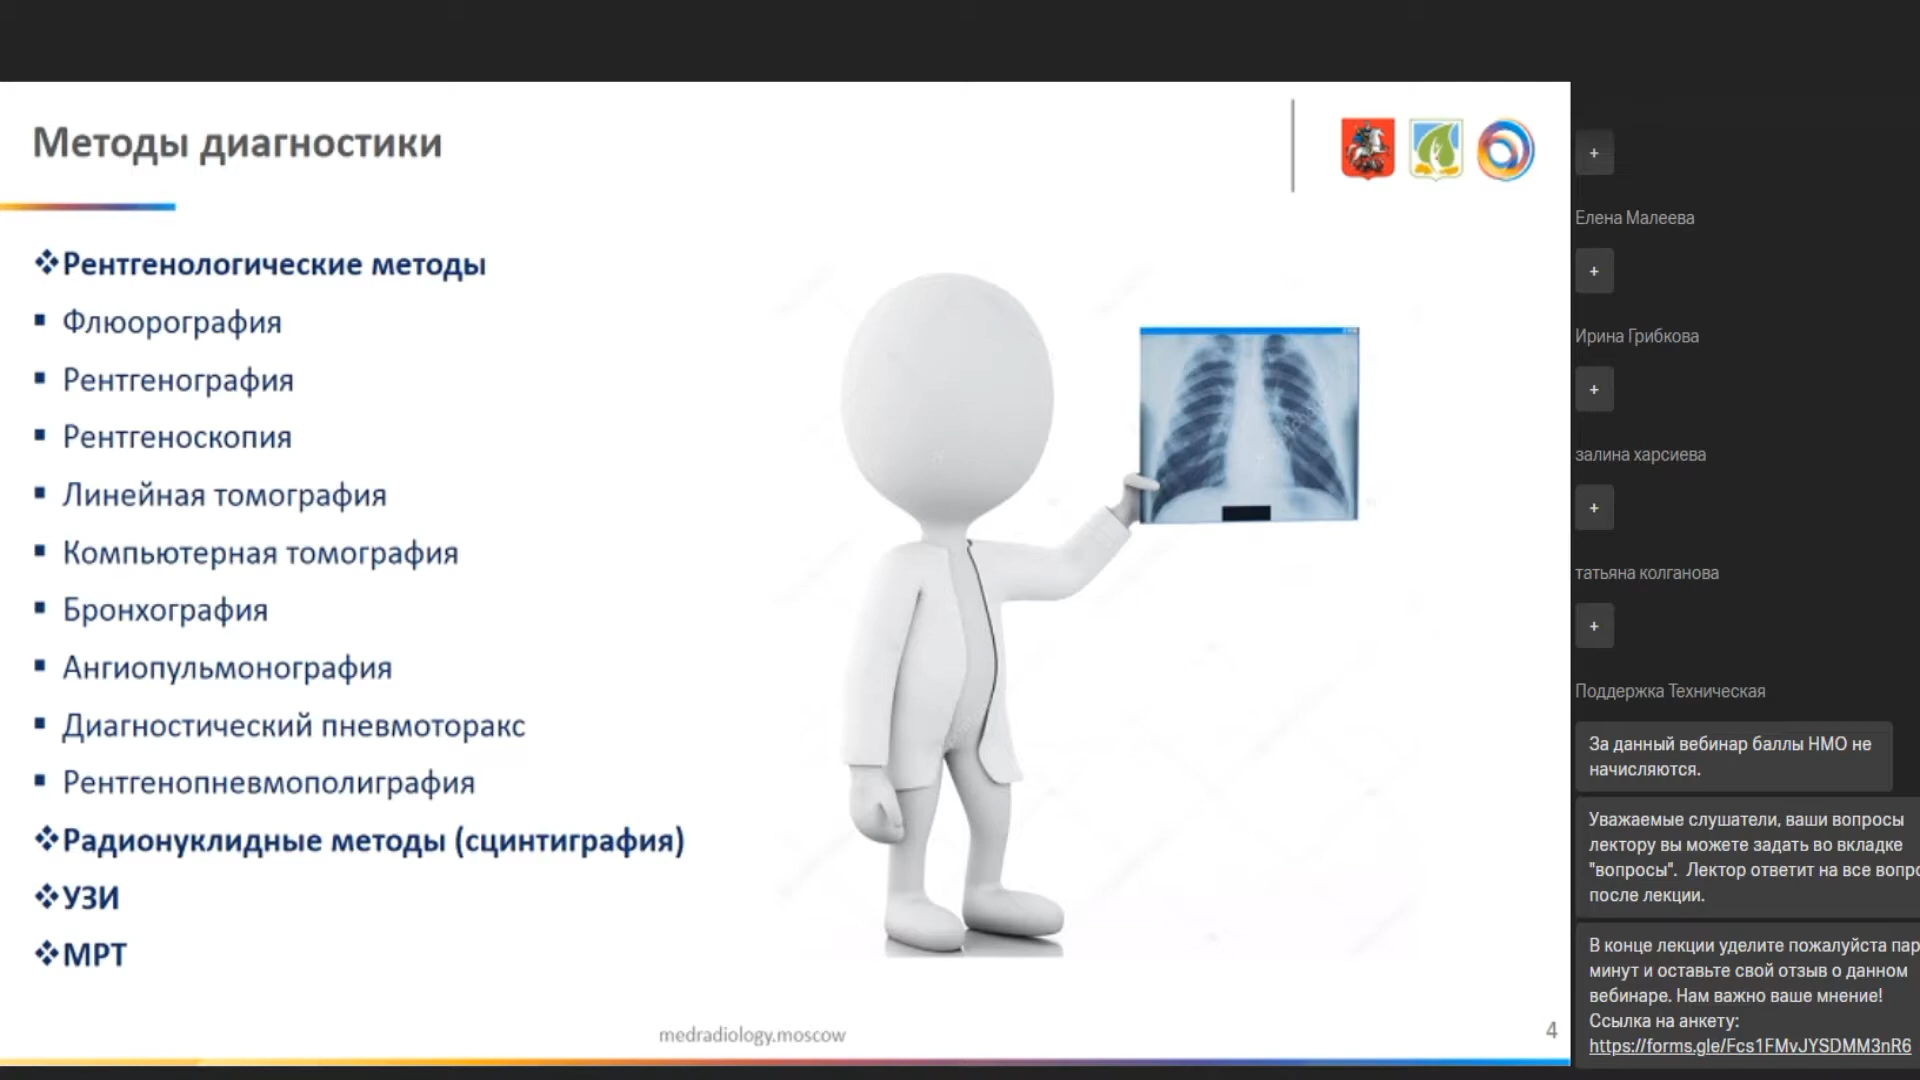 Методы диагностики
❖Рентгенологические методы
▪ Флюорография
▪ Рентгенография
▪ Рентгеноскопия
▪ Линейная томография
▪ Компьютерная томография
▪ Бронхография
▪ Ангиопульмонография
▪ Диагностический пневмоторакс
▪ Рентгенопневмополиграфия
❖Радионуклидные методы (сцинтиграфия)
❖УЗИ
❖МРТ
medradiology.moscow
4
+
Елена Малеева
+
Ирина Грибкова
+
залина харсиева
+
татьяна колганова
+
Поддержка Техническая
За данный вебинар баллы НМО не
начисляются.
Уважаемые слушатели, ваши вопросы
лектору вы можете задать во вкладке
"вопросы". Лектор ответит на все вопро
после лекции.
В конце лекции уделите пожалуйста пар
минут и оставьте свой отзыв о данном
вебинаре. Нам важно ваше мнение!
Ссылка на анкету:
https://forms.gle/Fcs1FMvJYSDMM3nR6